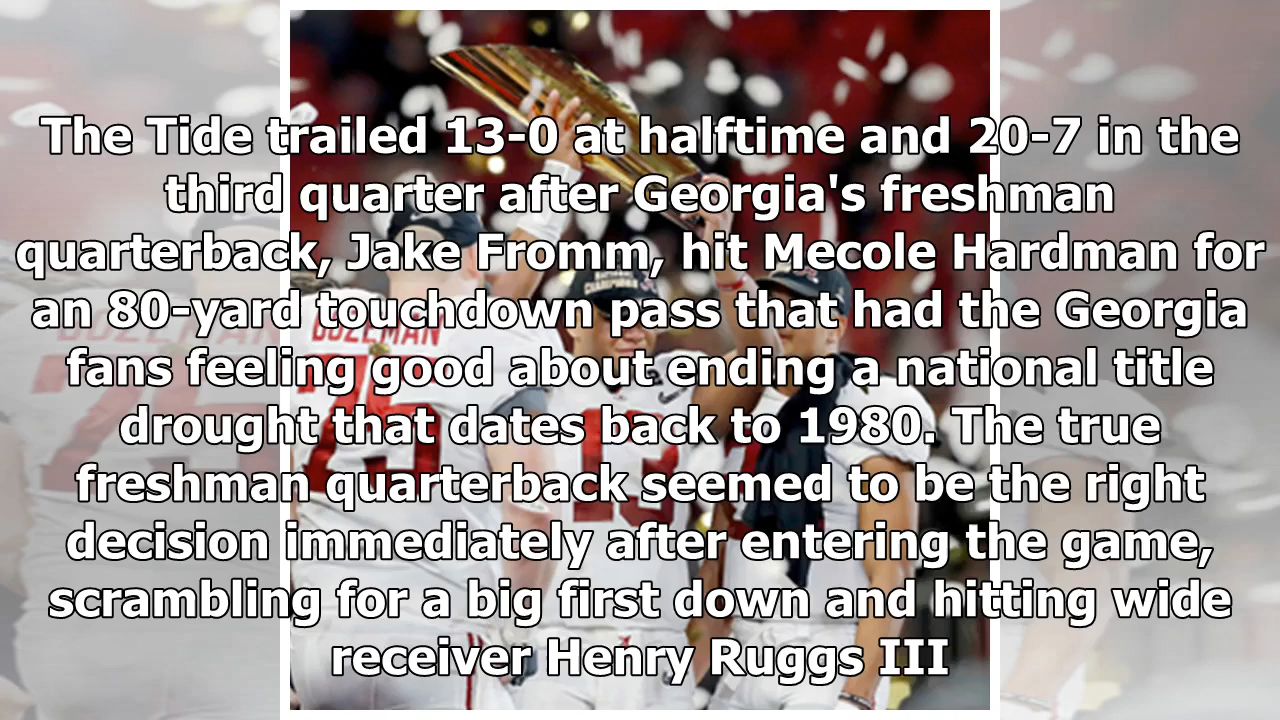 The Tide trailed 13-0 at halftime and 20-7 in the
third quarter after Georgia's freshman
quarterback, Jake Fromm, hit Mecole Hardman for
an 80-yard touchdown pass that had the Georgia
fans feeling good about ending a national title
drought that dates back to 1980. The true
freshman quarterback seemed to be the right
decision immediately after entering the game,
scrambling for a big first down and hitting wide
receiver Henry Ruggs III
BOZEMAN
75
13